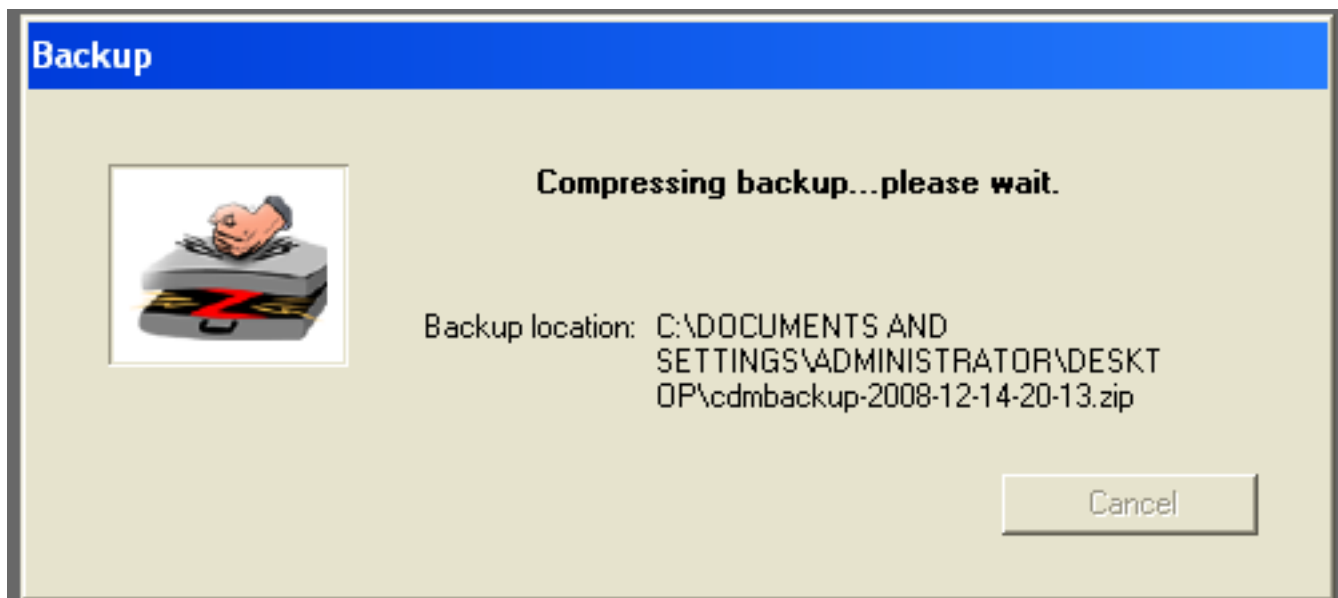 Backup
Compressing backup...please wait.
Backup location: C:\DOCUMENTS AND
SETTINGS\ADMINISTRATOR\DESKT
OP\cdmbackup-2008-12-14-20-13.zip
Cancel